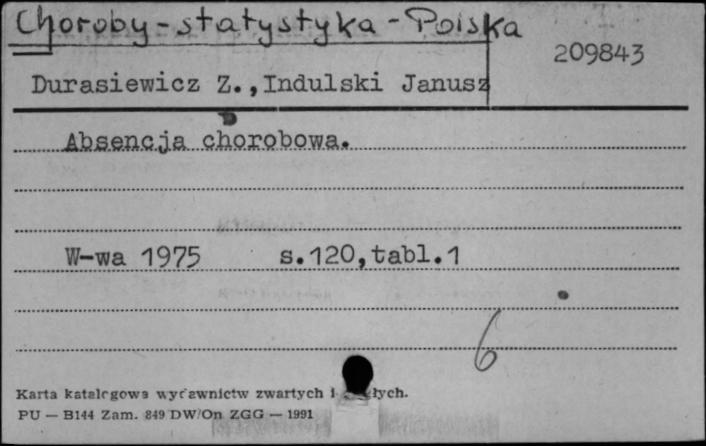 Choroby - statystyka - Polska
209843
Durasiewicz Z., Indulski Janusz
Absencja chorobowa.
W-wa 1975 s.120,tabl.1
6
Karta katalogowa wydawnictw zwartych i
PU — B144 Zam. 849 DW/On ZGG — 1991